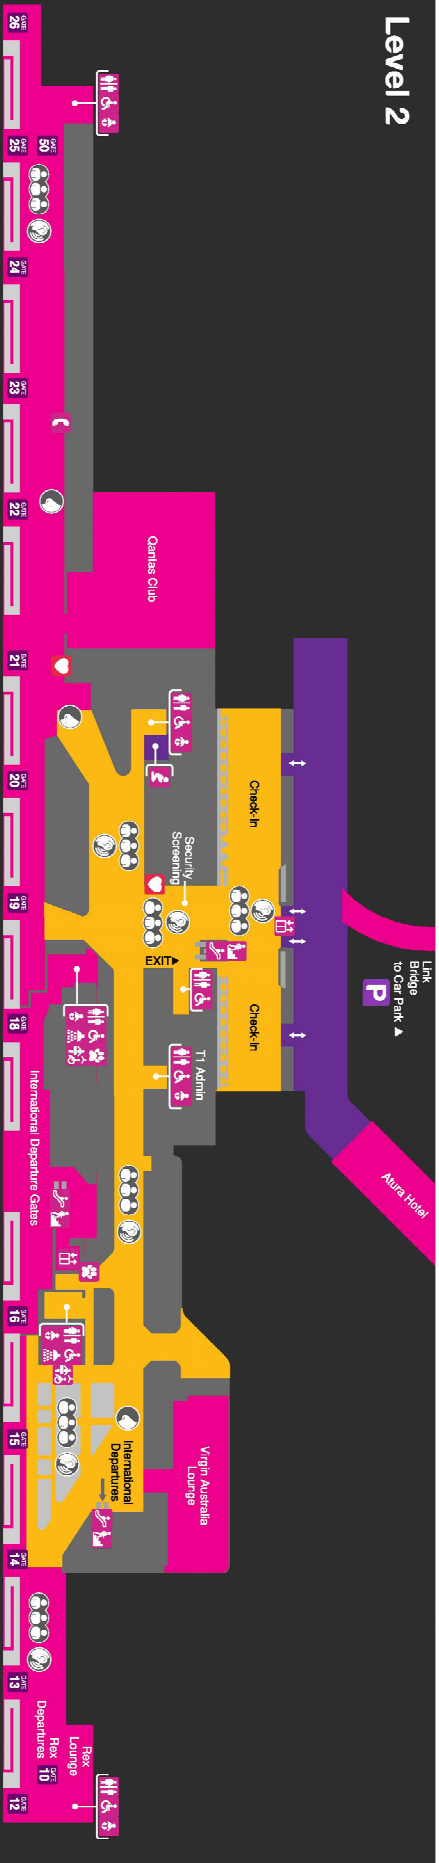 Level 2
GATE 26
GATE 25
GATE 50
GATE 24
GATE 23
GATE 22
Qantas Club
GATE 21
GATE 20
Check-In
Security
Screening
GATE 19
EXIT▶
Link
Bridge
to Car Park ▲
P
GATE 18
Check-In
T1 Admin
International Departure Gates
Atura Hotel
GATE 16
GATE 15
International
Departures
Virgin Australia
Lounge
GATE 14
GATE 13
Rex
Departures
Rex
Lounge
GATE 10
GATE 12